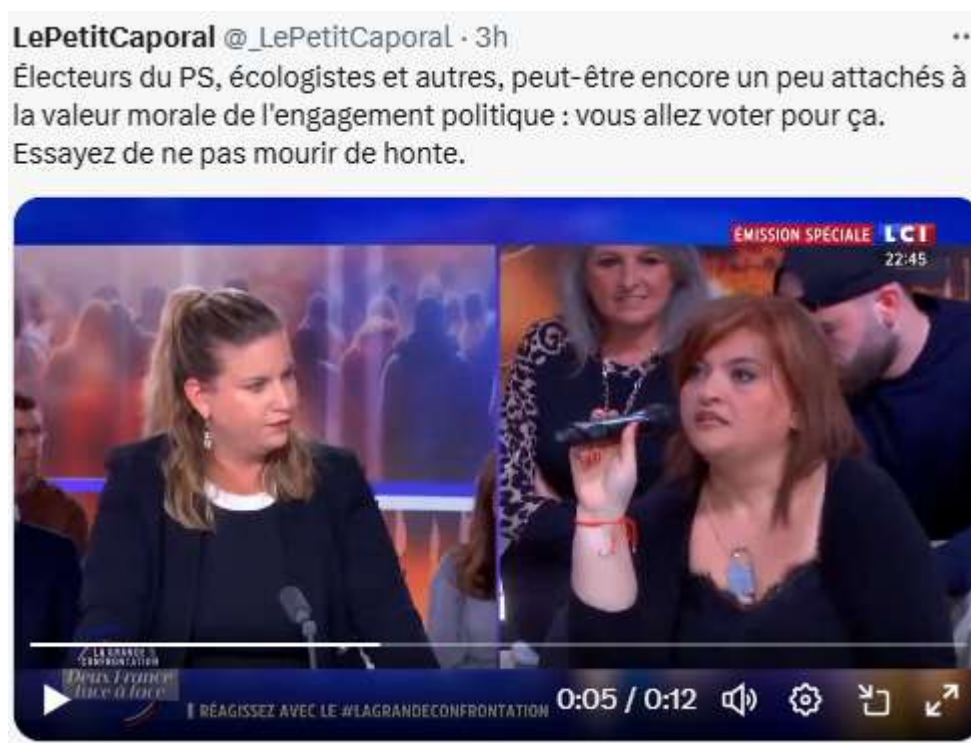 LePetitCaporal @_LePetitCaporal · 3h
Électeurs du PS, écologistes et autres, peut-être encore un peu attachés à
la valeur morale de l'engagement politique : vous allez voter pour ça.
Essayez de ne pas mourir de honte.
ÉMISSION SPÉCIALE LCI
22:45
LA GRANDE
CONFRONTATION
Deux France
face à face
RÉAGISSEZ AVEC LE #LAGRANDECONFRONTATION
0:05 / 0:12